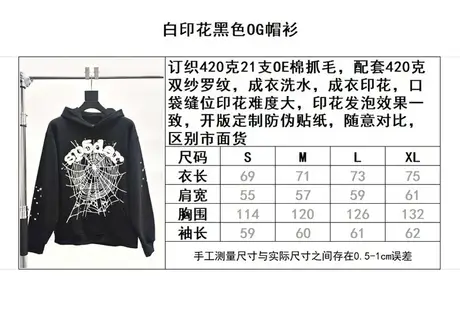 白印花黑色OG帽衫
订织420克21支OE棉抓毛，配套420克
双纱罗纹，成衣洗水，成衣印花，口
袋缝位印花难度大，印花发泡效果一
致，开版定制防伪贴纸，随意对比，
区别市面货
尺码 S M L XL
衣长 69 71 73 75
肩宽 55 57 59 61
胸围 114 120 126 132
袖长 59 60 61 62
手工测量尺寸与实际尺寸之间存在0.5-1cm误差
sp5der